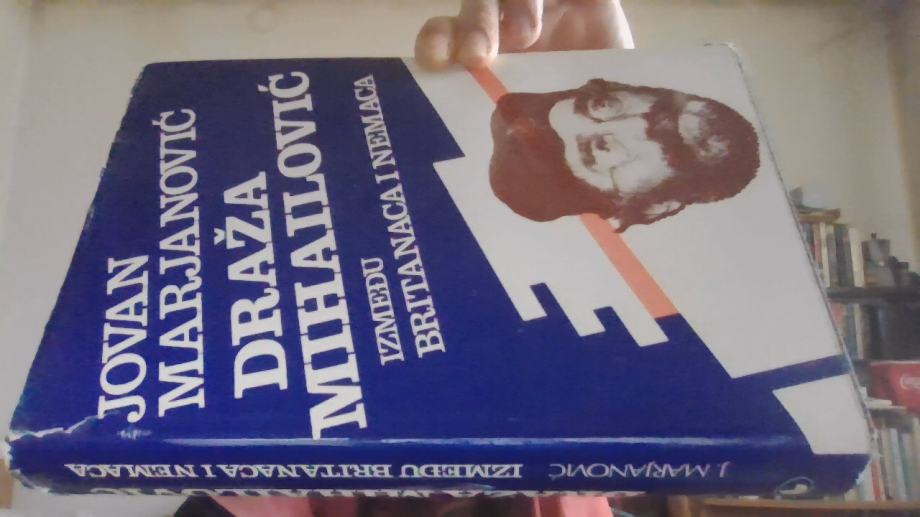 JOVAN
MARJANOVIĆ
DRAŽA
MIHAILOVIĆ
IZMEĐU
BRITANACA I NEMACA
J. MARJANOVIĆ
IZMEĐU BRITANACA I NEMACA